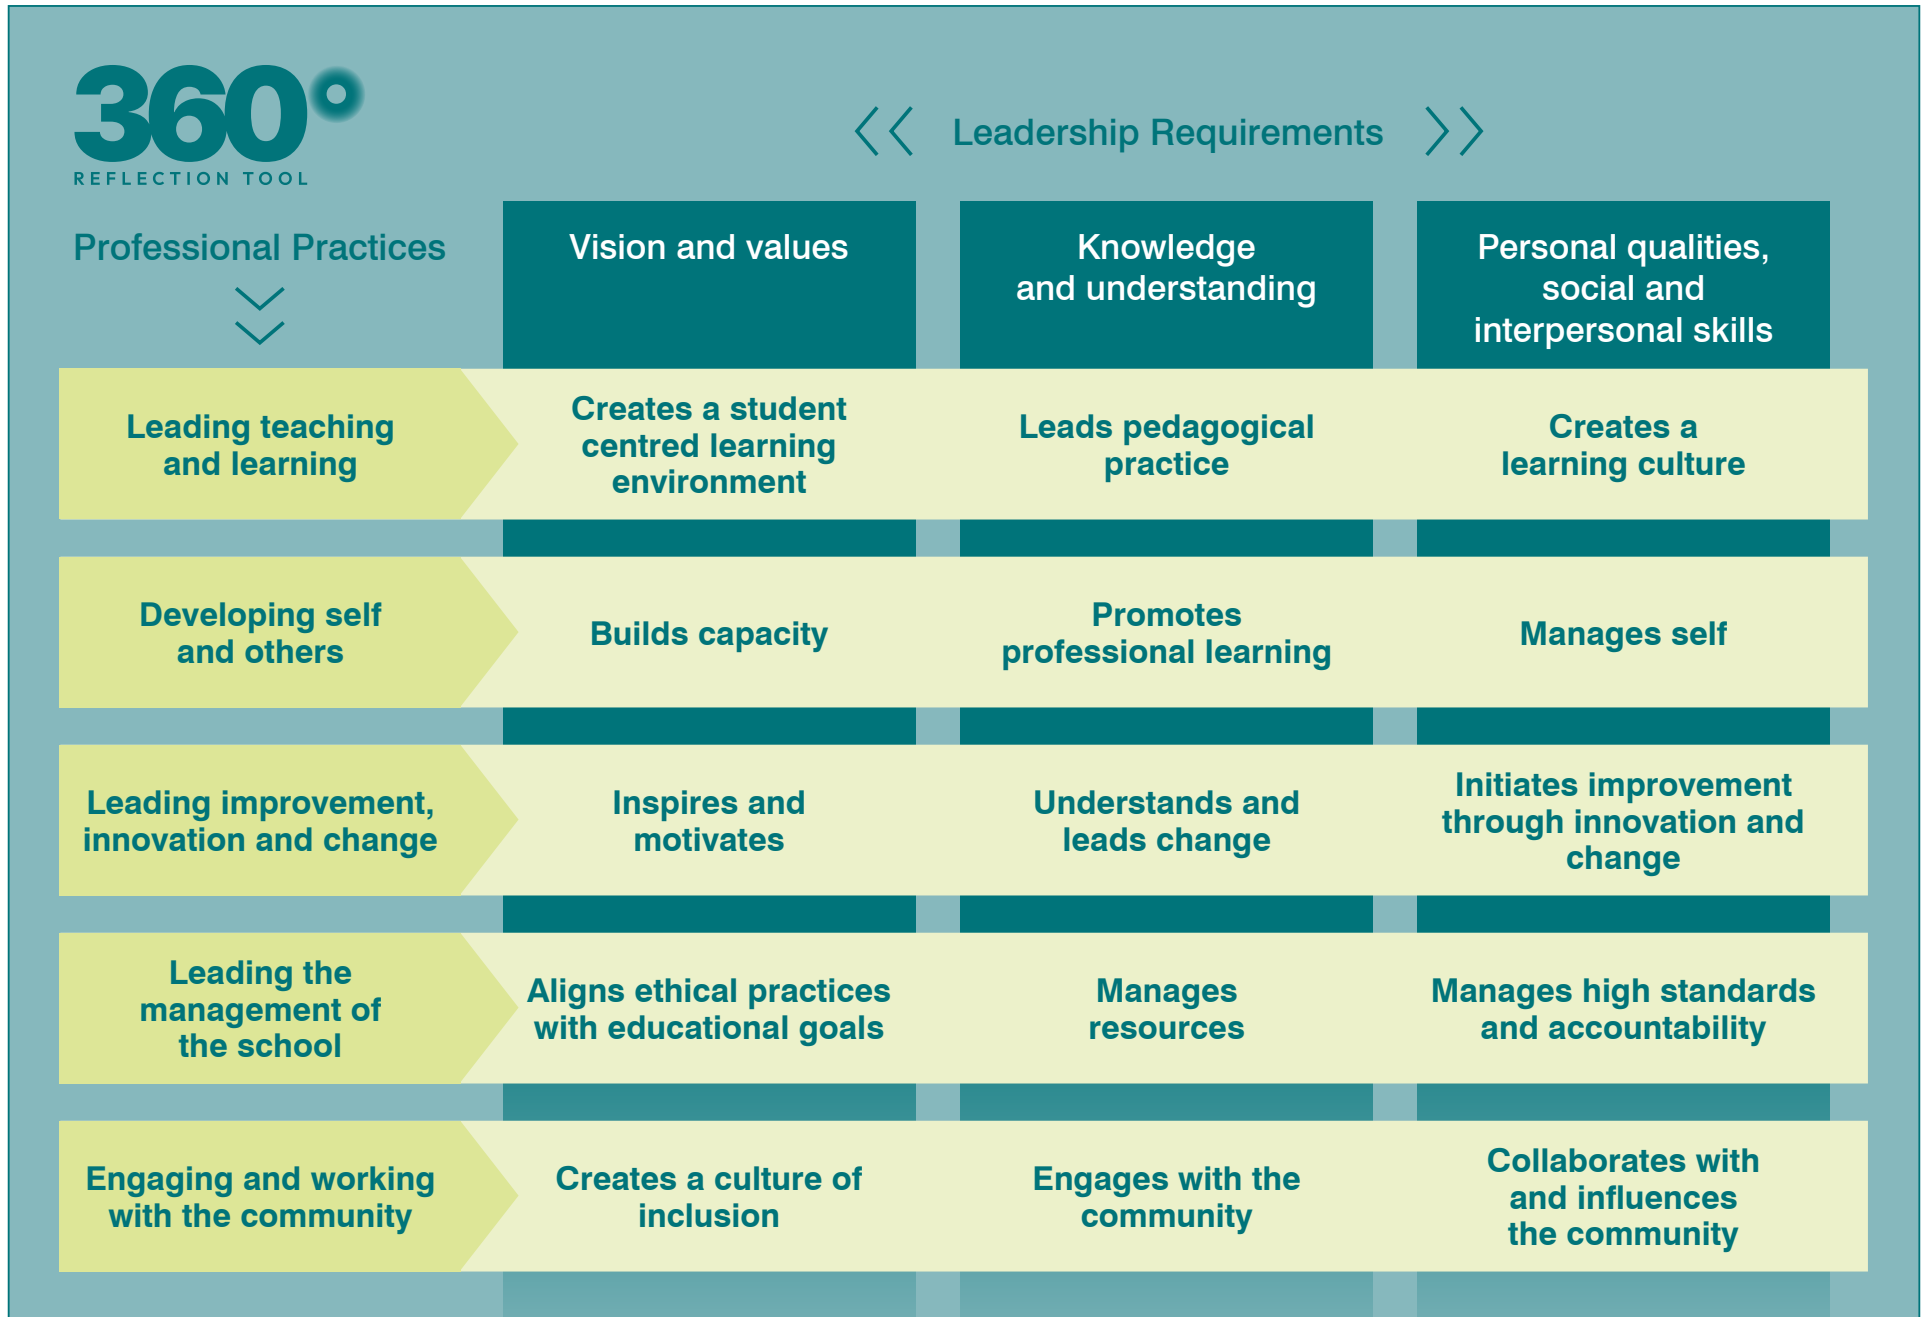 360°
REFLECTION TOOL
Leadership Requirements
Professional Practices
Vision and values
Knowledge
and understanding
Personal qualities,
social and
interpersonal skills
Leading teaching
and learning
Creates a student
centred learning
environment
Leads pedagogical
practice
Creates a
learning culture
Developing self
and others
Builds capacity
Promotes
professional learning
Manages self
Leading improvement,
innovation and change
Inspires and
motivates
Understands and
leads change
Initiates improvement
through innovation and
change
Leading the
management of
the school
Aligns ethical practices
with educational goals
Manages
resources
Manages high standards
and accountability
Engaging and working
with the community
Creates a culture of
inclusion
Engages with the
community
Collaborates with
and influences
the community